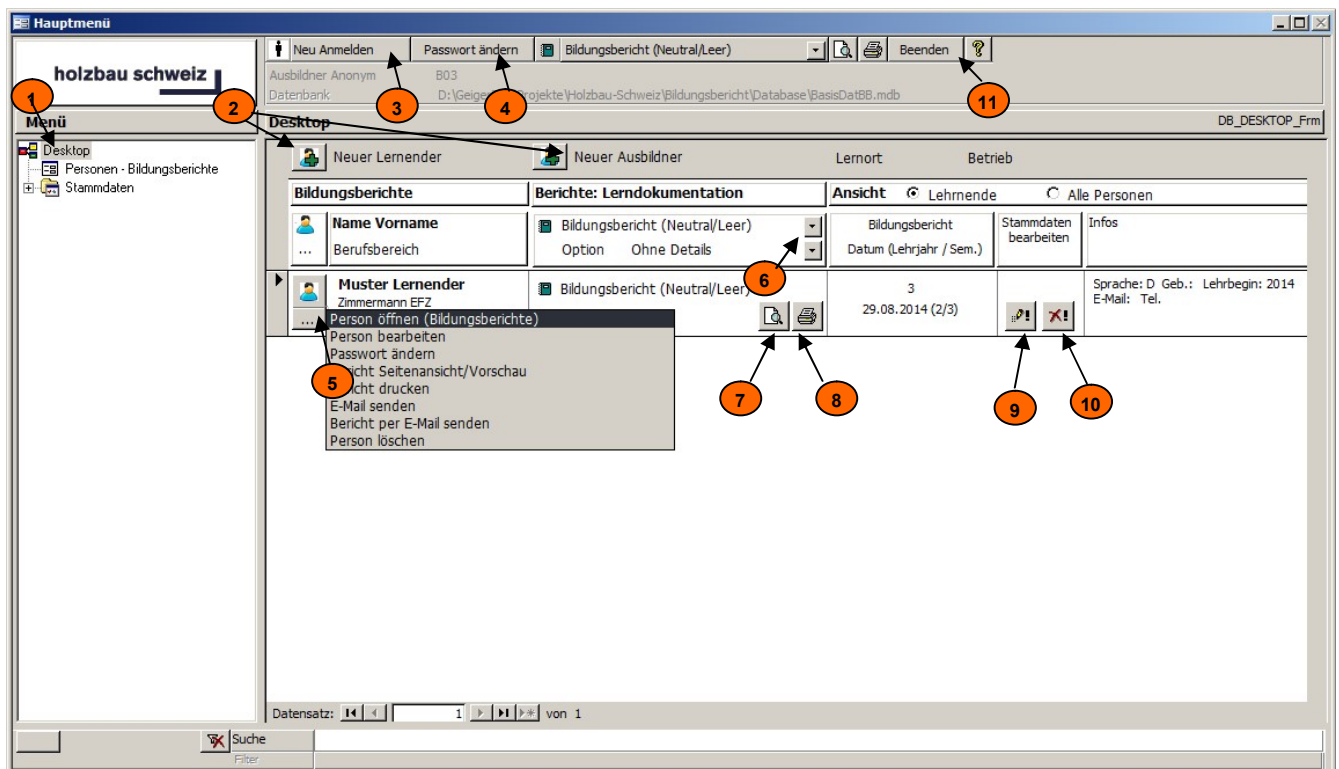 Hauptmenü
holzbau schweiz
Neu Anmelden Passwort ändern Bildungsbericht (Neutral/Leer) Beenden
Ausbildner Anonym B03
Datenbank D:\Geiger rojekte\Holzbau-Schweiz\Bildungsbericht\Database\BasisDatBB.mdb
1 2 3 4 11
Menü Desktop DB_DESKTOP_Frm
Desktop
Personen - Bildungsberichte
Stammdaten
Neuer Lernender Neuer Ausbildner Lernort Betrieb
Bildungsberichte Berichte: Lerndokumentation Ansicht Lehrnende Alle Personen
Name Vorname Bildungsbericht (Neutral/Leer) Bildungsbericht Stammdaten bearbeiten Infos
... Berufsbereich Option Ohne Details Datum (Lehrjahr / Sem.)
6
Muster Lernender Bildungsbericht (Neutral/Leer) 3 Sprache: D Geb.: Lehrbegin: 2014
Zimmermann EFZ 29.08.2014 (2/3) E-Mail: Tel.
...
Person öffnen (Bildungsberichte)
Person bearbeiten
Passwort ändern
richt Seitenansicht/Vorschau
richt drucken
E-Mail senden
Bericht per E-Mail senden
Person löschen
5 7 8 9 10
Datensatz: 1 von 1
Suche
Filter